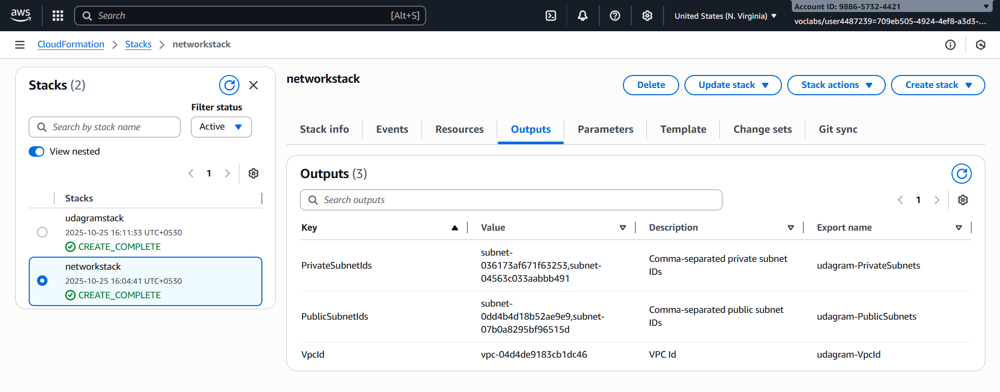 aws
Search
[Alt+S]
United States (N. Virginia)
Account ID: 9886-5732-4421
voclabs/user4487239=709eb505-4924-4ef8-a3d3-...
CloudFormation
Stacks
networkstack
Stacks (2)
Filter status
Search by stack name
Active
View nested
1
Stacks
udagramstack
2025-10-25 16:11:33 UTC+0530
CREATE_COMPLETE
networkstack
2025-10-25 16:04:41 UTC+0530
CREATE_COMPLETE
networkstack
Delete
Update stack
Stack actions
Create stack
Stack info
Events
Resources
Outputs
Parameters
Template
Change sets
Git sync
Outputs (3)
Search outputs
1
Key
Value
Description
Export name
PrivateSubnetIds
subnet-
036173af671f63253,subnet-
04563c033aabbb491
Comma-separated private subnet
IDs
udagram-PrivateSubnets
PublicSubnetIds
subnet-
0dd4b4d18b52ae9e9,subnet-
07b0a8295bf96515d
Comma-separated public subnet
IDs
udagram-PublicSubnets
VpcId
vpc-04d4de9183cb1dc46
VPC Id
udagram-VpcId